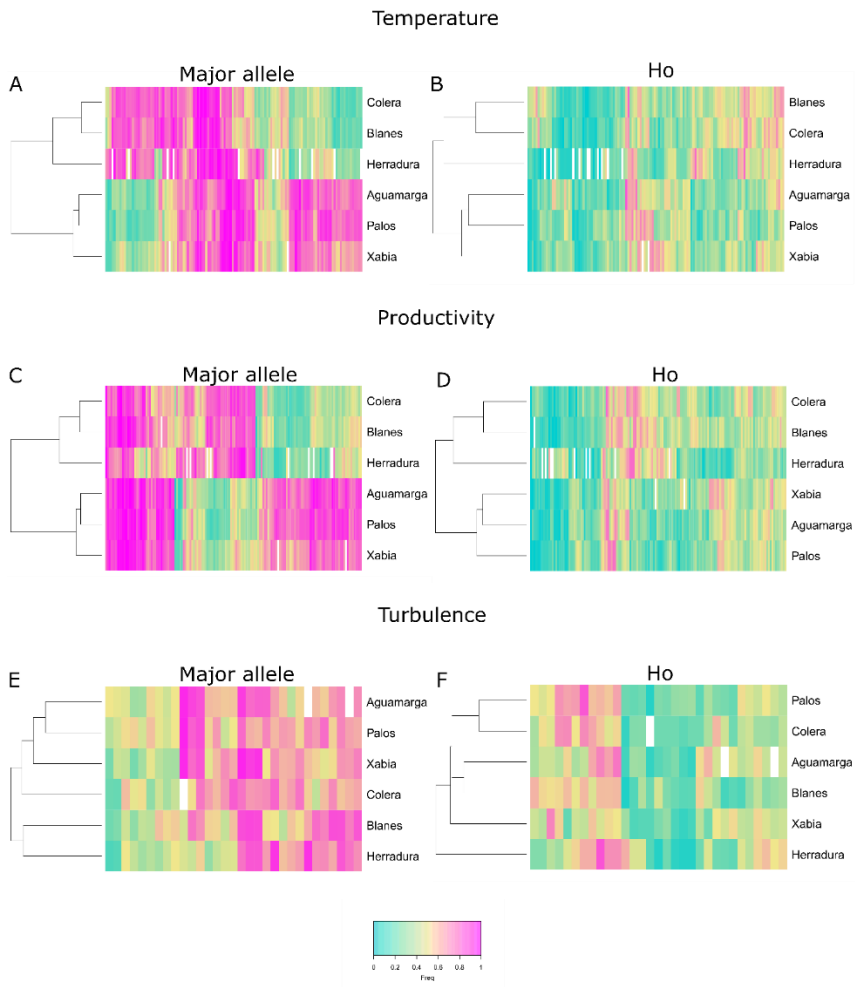 Temperature
A
Major allele
Colera
Blanes
Herradura
Aguamarga
Palos
Xabia
B
Ho
Blanes
Colera
Herradura
Aguamarga
Palos
Xabia
Productivity
C
Major allele
Colera
Blanes
Herradura
Aguamarga
Palos
Xabia
D
Ho
Colera
Blanes
Herradura
Xabia
Aguamarga
Palos
Turbulence
E
Major allele
Aguamarga
Palos
Xabia
Colera
Blanes
Herradura
F
Ho
Palos
Colera
Aguamarga
Blanes
Xabia
Herradura
0 0.2 0.4 0.6 0.8 1
Freq